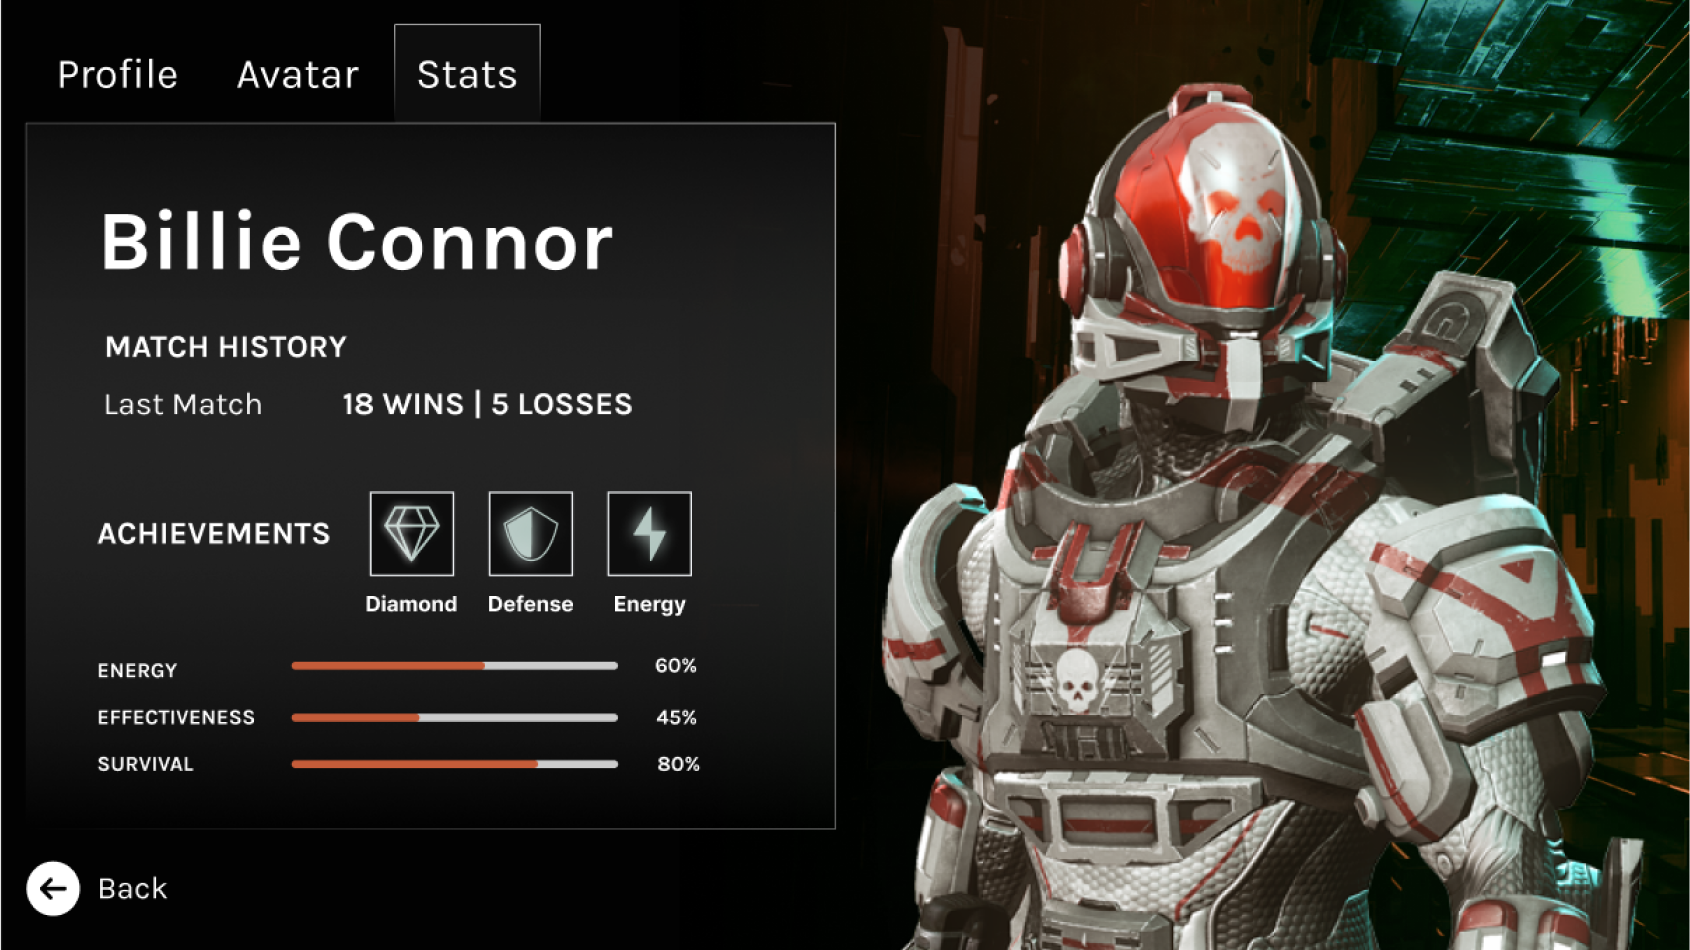 Profile Avatar Stats
Billie Connor
MATCH HISTORY
Last Match 18 WINS | 5 LOSSES
ACHIEVEMENTS
Diamond Defense Energy
ENERGY 60%
EFFECTIVENESS 45%
SURVIVAL 80%
Back